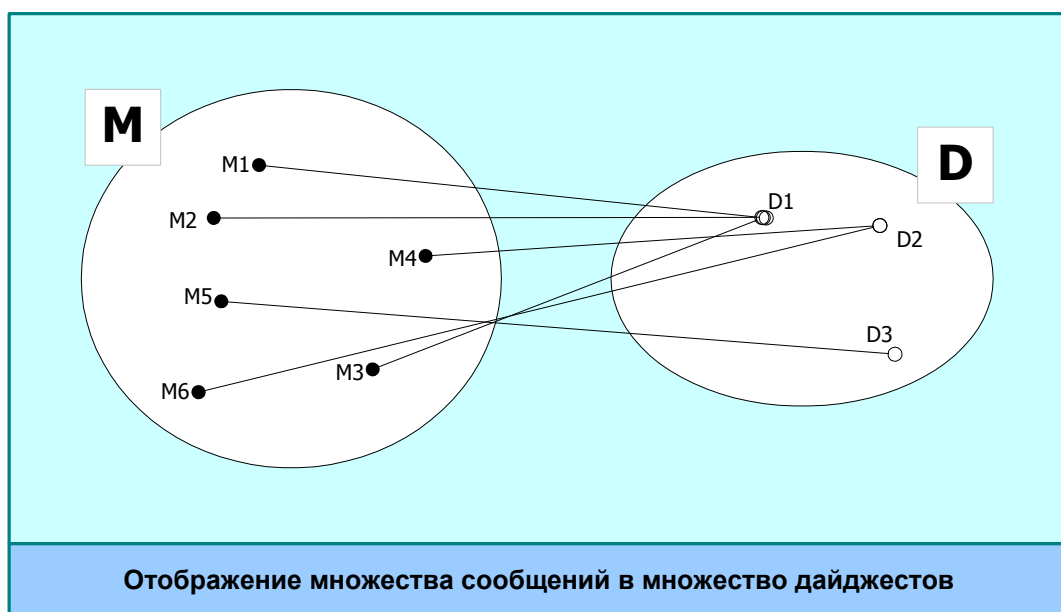 M
D
M1
M2
M4
M5
M3
M6
D1
D2
D3
Отображение множества сообщений в множество дайджестов